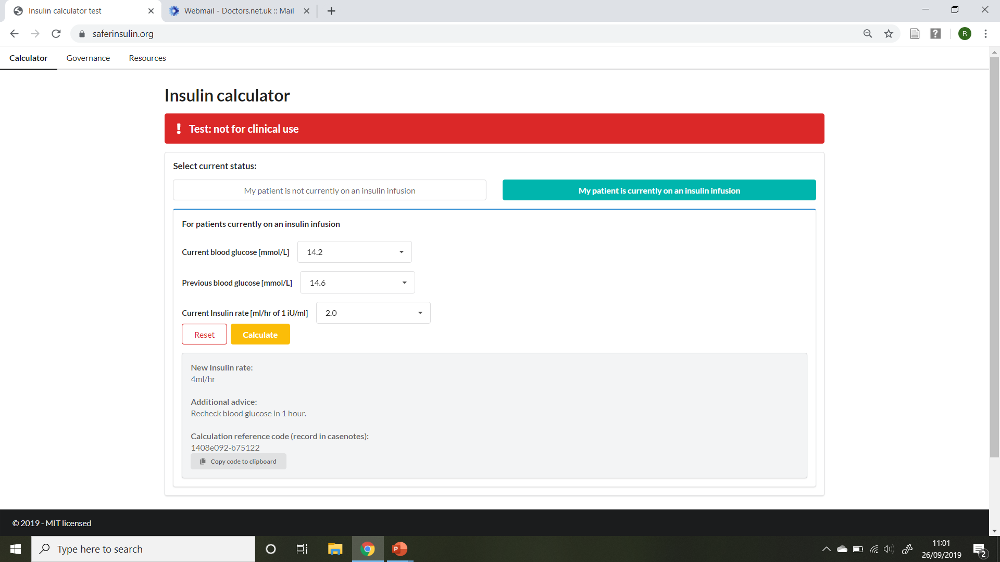 Insulin calculator test
Webmail - Doctors.net.uk :: Mail
saferinsulin.org
R
Calculator Governance Resources
Insulin calculator
Test: not for clinical use
Select current status:
My patient is not currently on an insulin infusion
My patient is currently on an insulin infusion
For patients currently on an insulin infusion
Current blood glucose [mmol/L] 14.2
Previous blood glucose [mmol/L] 14.6
Current Insulin rate [ml/hr of 1 iU/ml] 2.0
Reset Calculate
New Insulin rate:
4ml/hr
Additional advice:
Recheck blood glucose in 1 hour.
Calculation reference code (record in casenotes):
1408e092-b75122
Copy code to clipboard
© 2019 - MIT licensed
Type here to search
P
11:01
26/09/2019
2